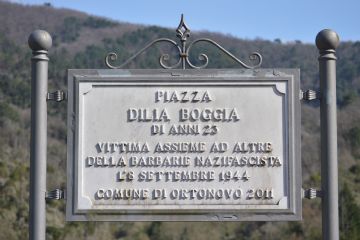 PIAZZA
DILIA BOGGIA
DI ANNI 23
VITTIMA ASSIEME AD ALTRE
DELLA BARBARIE NAZIFASCISTA
L'8 SETTEMBRE 1944
COMUNE DI ORTONOVO 2011